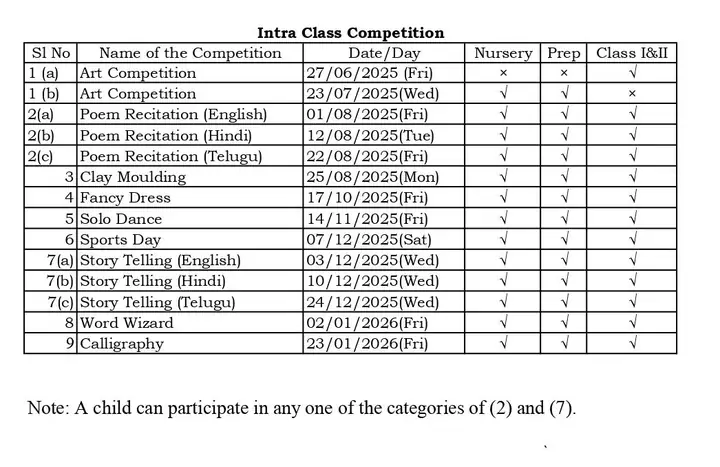 Intra Class Competition
Sl No Name of the Competition Date/Day Nursery Prep Class I&II
1 (a) Art Competition 27/06/2025 (Fri) × × √
1 (b) Art Competition 23/07/2025(Wed) √ √ ×
2(a) Poem Recitation (English) 01/08/2025(Fri) √ √ √
2(b) Poem Recitation (Hindi) 12/08/2025(Tue) √ √ √
2(c) Poem Recitation (Telugu) 22/08/2025(Fri) √ √ √
3 Clay Moulding 25/08/2025(Mon) √ √ √
4 Fancy Dress 17/10/2025(Fri) √ √ √
5 Solo Dance 14/11/2025(Fri) √ √ √
6 Sports Day 07/12/2025(Sat) √ √ √
7(a) Story Telling (English) 03/12/2025(Wed) √ √ √
7(b) Story Telling (Hindi) 10/12/2025(Wed) √ √ √
7(c) Story Telling (Telugu) 24/12/2025(Wed) √ √ √
8 Word Wizard 02/01/2026(Fri) √ √ √
9 Calligraphy 23/01/2026(Fri) √ √ √
Note: A child can participate in any one of the categories of (2) and (7).